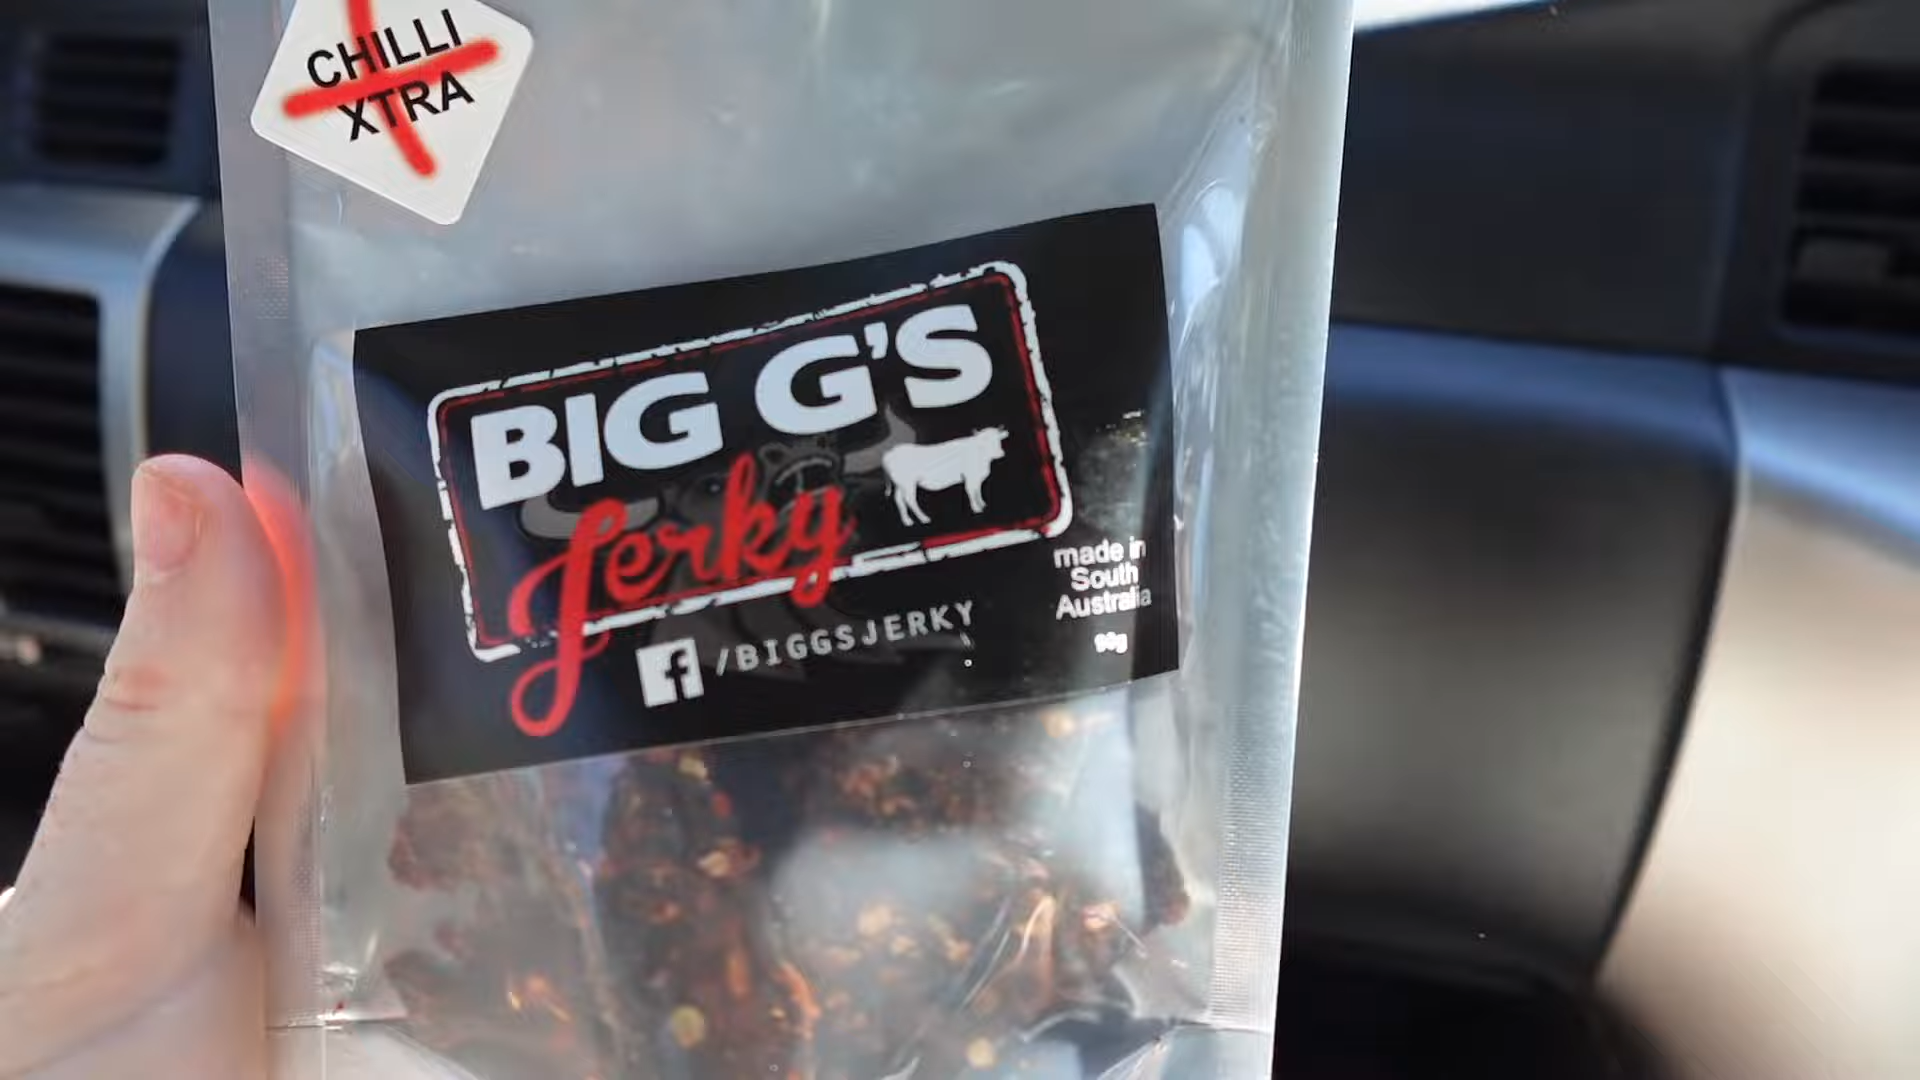 CHILLI
XTRA
BIG G'S
Jerky
made in
South
Australia
/BIGGSJERKY